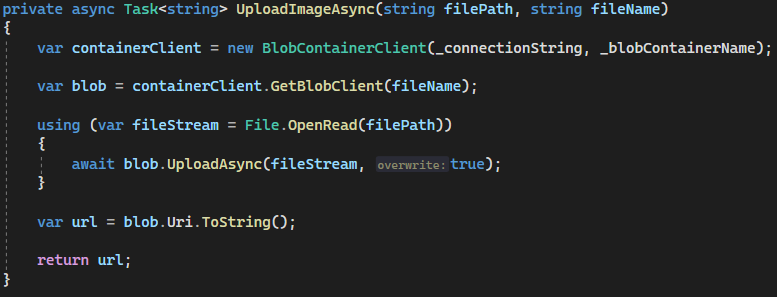 private async Task<string> UploadImageAsync(string filePath, string fileName)
{
    var containerClient = new BlobContainerClient(_connectionString, _blobContainerName);
    var blob = containerClient.GetBlobClient(fileName);
    using (var fileStream = File.OpenRead(filePath))
    {
        await blob.UploadAsync(fileStream, overwrite:true);
    }
    var url = blob.Uri.ToString();
    return url;
}